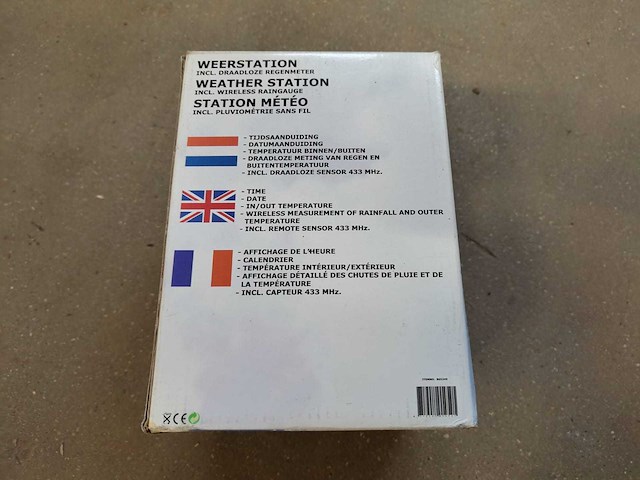 WEERSTATION
INCL. DRAADLOZE REGENMETER
WEATHER STATION
INCL. WIRELESS RAINGAUGE
STATION MÉTÉO
INCL. PLUVIOMÉTRIE SANS FIL
- TIJDSAANDUIDING
- DATUMAANDUIDING
- TEMPERATUUR BINNEN/BUITEN
- DRAADLOZE METING VAN REGEN EN
BUITENTEMPERATUUR
- INCL. DRAADLOZE SENSOR 433 MHz.
- TIME
- DATE
- IN/OUT TEMPERATURE
- WIRELESS MEASUREMENT OF RAINFALL AND OUTER
TEMPERATURE
- INCL. REMOTE SENSOR 433 MHz.
- AFFICHAGE DE L'HEURE
- CALENDRIER
- TEMPÉRATURE INTÉRIEUR/EXTÉRIEUR
- AFFICHAGE DÉTAILLÉ DES CHUTES DE PLUIE ET DE
LA TEMPÉRATURE
- INCL. CAPTEUR 433 MHz.
CE